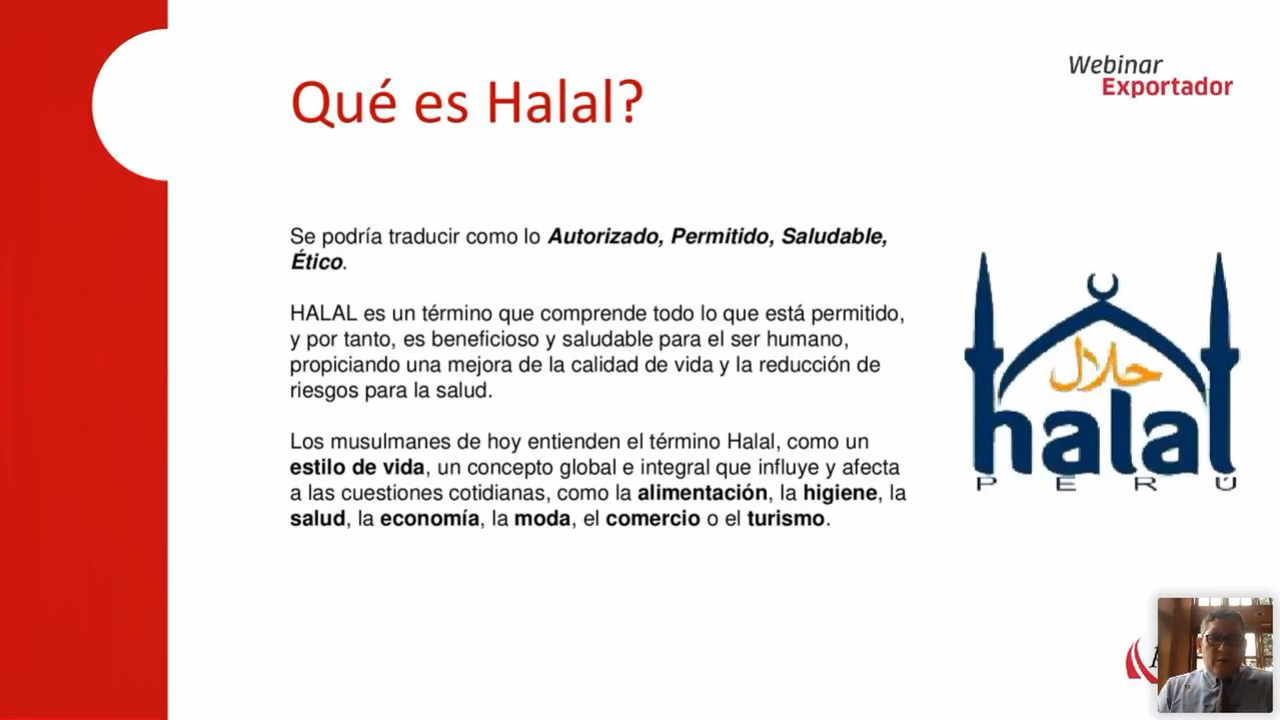 Webinar
Exportador
Qué es Halal?
Se podría traducir como lo Autorizado, Permitido, Saludable,
Ético.
HALAL es un término que comprende todo lo que está permitido,
y por tanto, es beneficioso y saludable para el ser humano,
propiciando una mejora de la calidad de vida y la reducción de
riesgos para la salud.
Los musulmanes de hoy entienden el término Halal, como un
estilo de vida, un concepto global e integral que influye y afecta
a las cuestiones cotidianas, como la alimentación, la higiene, la
salud, la economía, la moda, el comercio o el turismo.
حلال
halal
PERÚ